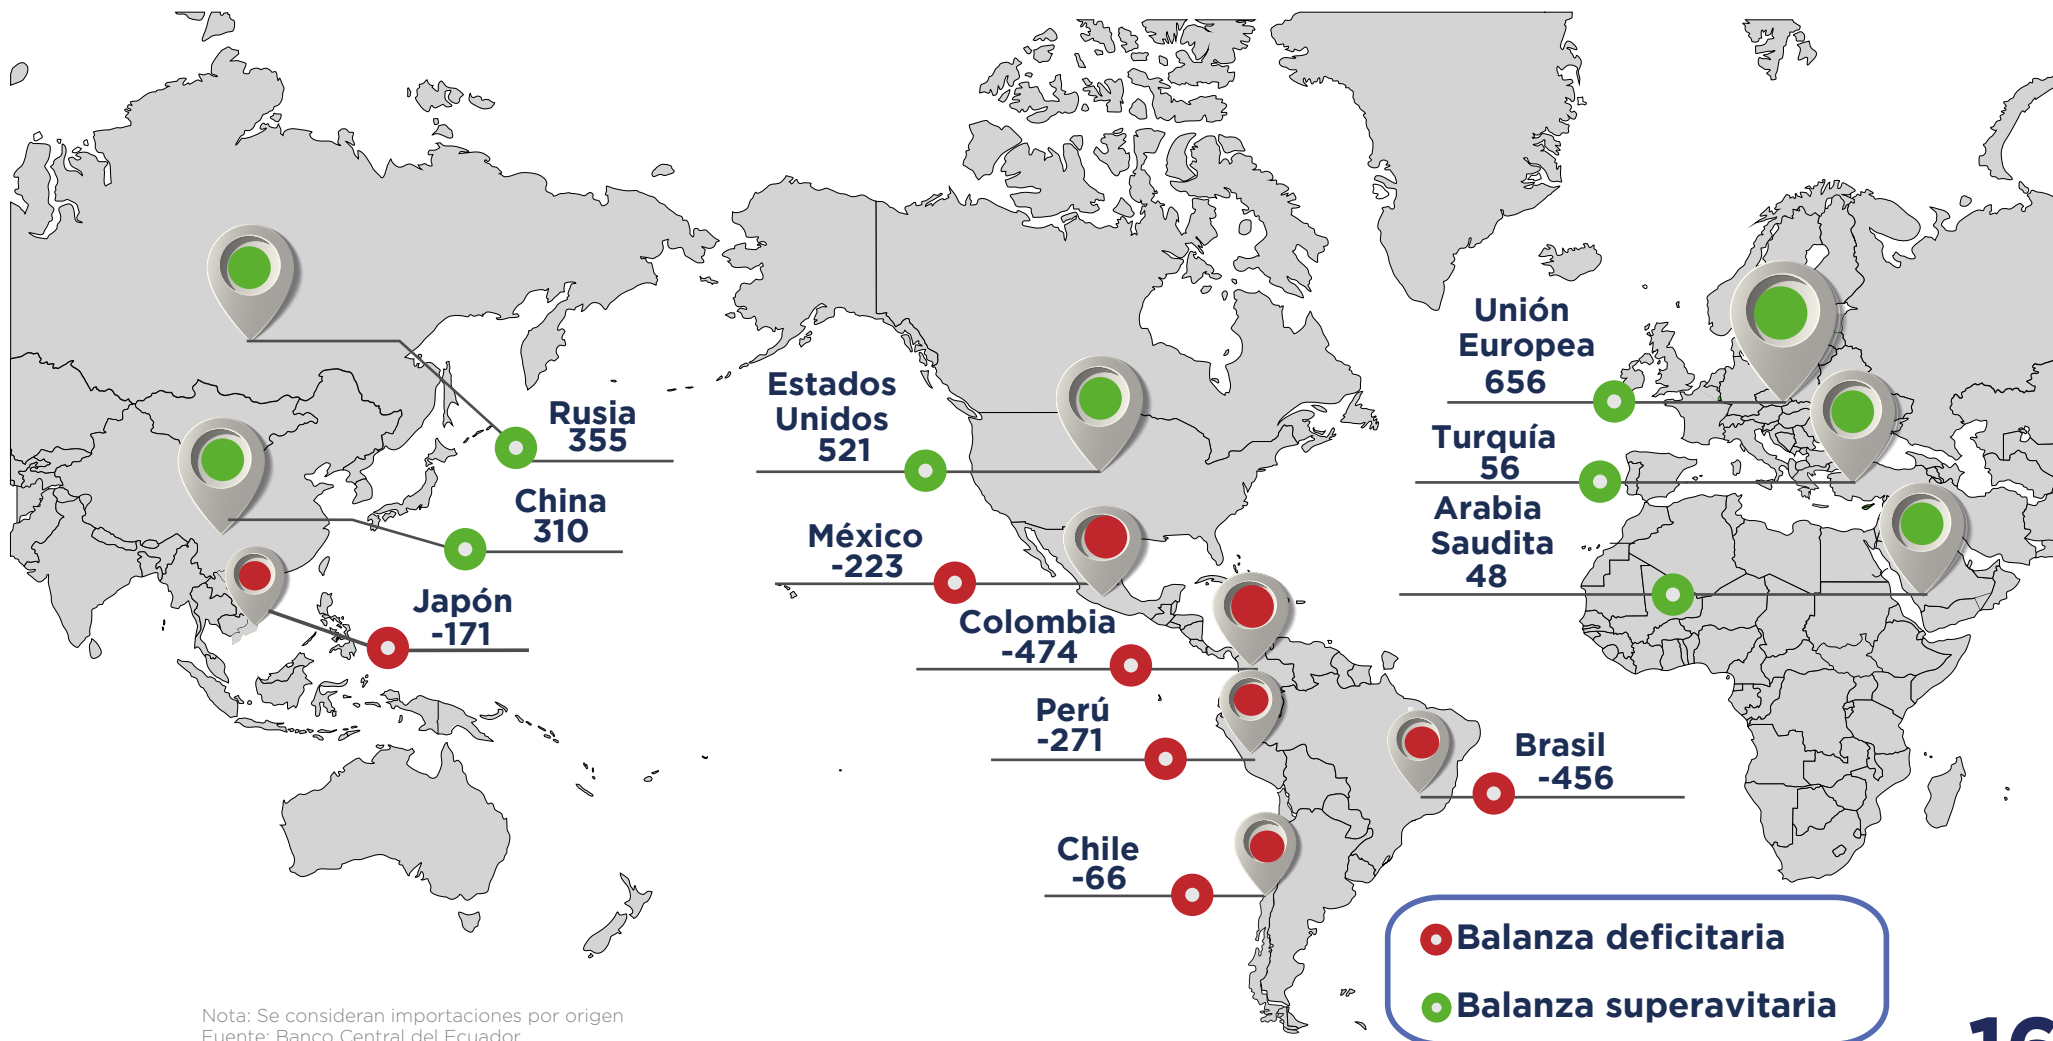 Rusia
355
China
310
Japón
-171
Estados
Unidos
521
México
-223
Colombia
-474
Perú
-271
Chile
-66
Brasil
-456
Unión
Europea
656
Turquía
56
Arabia
Saudita
48
Balanza deficitaria
Balanza superavitaria
Nota: Se consideran importaciones por origen
Fuente: Banco Central del Ecuador
16